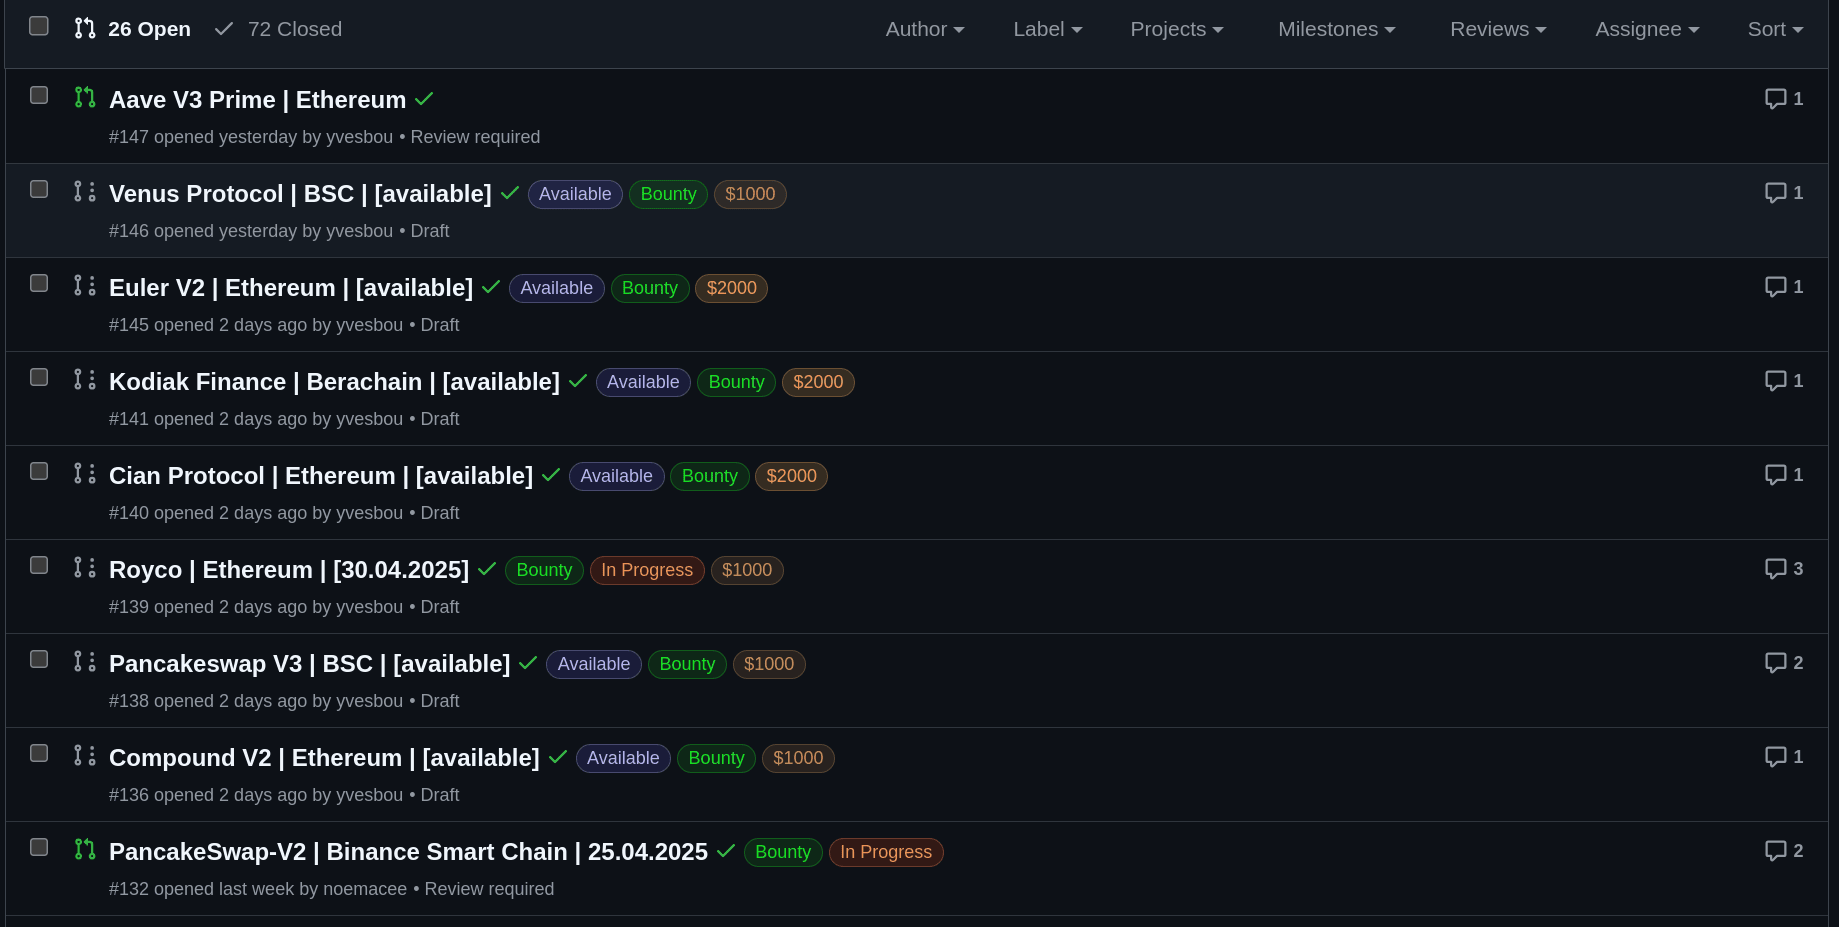 26 Open 72 Closed Author Label Projects Milestones Reviews Assignee Sort
Aave V3 Prime | Ethereum 1
#147 opened yesterday by yvesbou • Review required
Venus Protocol | BSC | [available] Available Bounty $1000 1
#146 opened yesterday by yvesbou • Draft
Euler V2 | Ethereum | [available] Available Bounty $2000 1
#145 opened 2 days ago by yvesbou • Draft
Kodiak Finance | Berachain | [available] Available Bounty $2000 1
#141 opened 2 days ago by yvesbou • Draft
Cian Protocol | Ethereum | [available] Available Bounty $2000 1
#140 opened 2 days ago by yvesbou • Draft
Royco | Ethereum | [30.04.2025] Bounty In Progress $1000 3
#139 opened 2 days ago by yvesbou • Draft
Pancakeswap V3 | BSC | [available] Available Bounty $1000 2
#138 opened 2 days ago by yvesbou • Draft
Compound V2 | Ethereum | [available] Available Bounty $1000 1
#136 opened 2 days ago by yvesbou • Draft
PancakeSwap-V2 | Binance Smart Chain | 25.04.2025 Bounty In Progress 2
#132 opened last week by noemacee • Review required